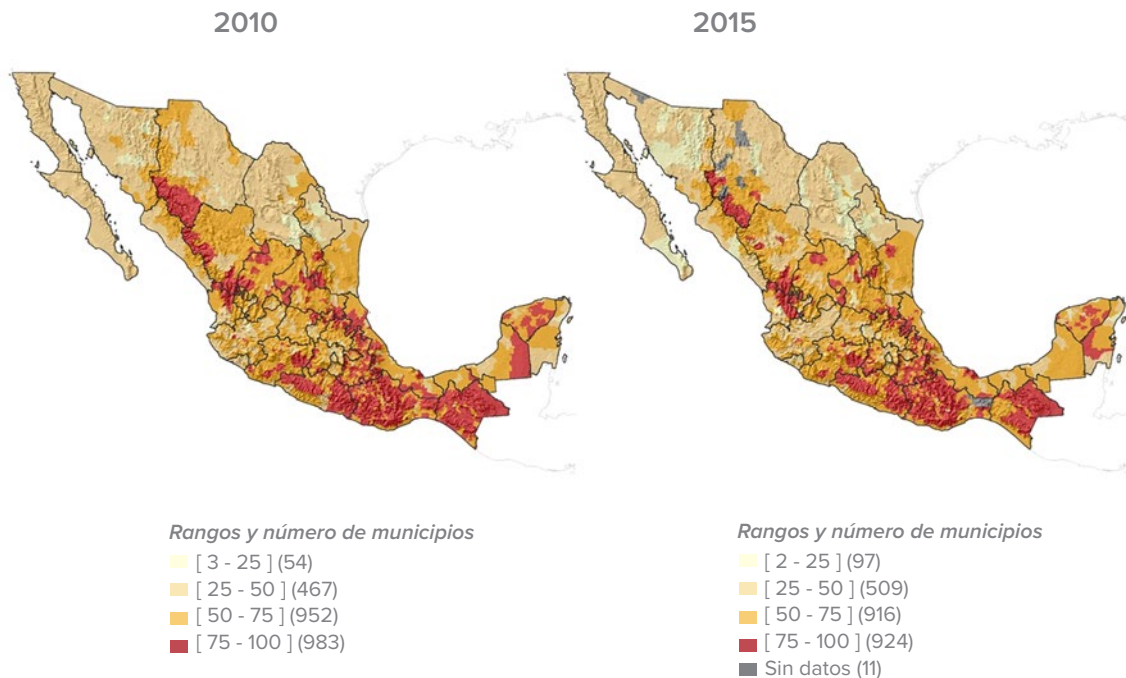 2010
2015
Rangos y número de municipios
[ 3 - 25 ] (54)
[ 25 - 50 ] (467)
[ 50 - 75 ] (952)
[ 75 - 100 ] (983)
Rangos y número de municipios
[ 2 - 25 ] (97)
[ 25 - 50 ] (509)
[ 50 - 75 ] (916)
[ 75 - 100 ] (924)
Sin datos (11)